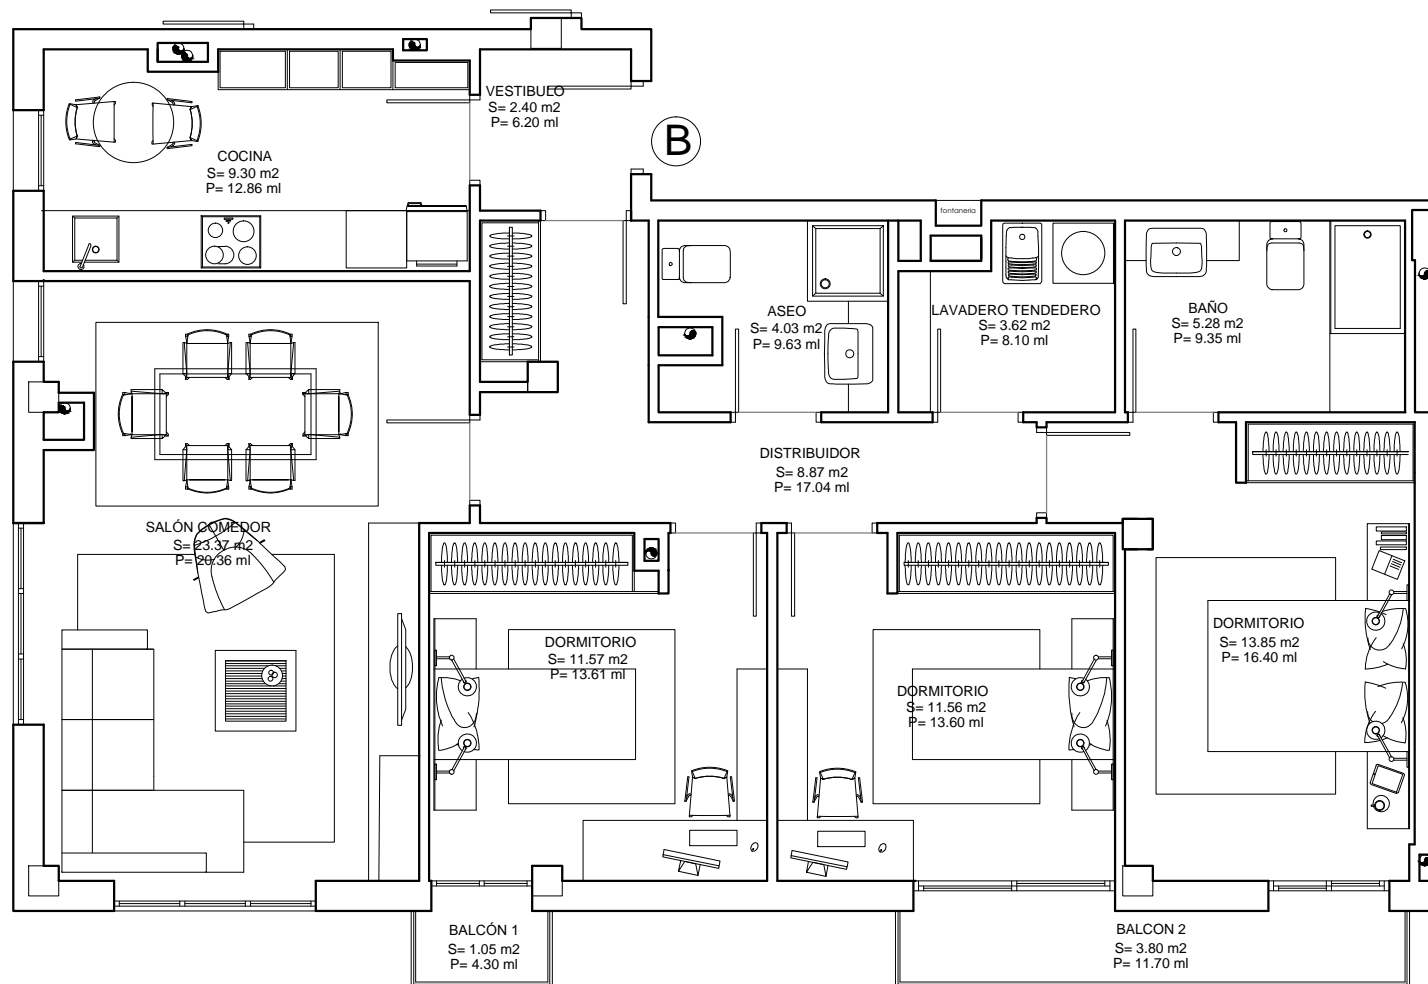 VESTIBULO
S= 2.40 m2
P= 6.20 ml
B
COCINA
S= 9.30 m2
P= 12.86 ml
fontaneria
ASEO
S= 4.03 m2
P= 9.63 ml
LAVADERO TENDEDERO
S= 3.62 m2
P= 8.10 ml
BAÑO
S= 5.28 m2
P= 9.35 ml
DISTRIBUIDOR
S= 8.87 m2
P= 17.04 ml
SALÓN COMEDOR
S= 23.37 m2
P= 20.36 ml
DORMITORIO
S= 11.57 m2
P= 13.61 ml
DORMITORIO
S= 11.56 m2
P= 13.60 ml
DORMITORIO
S= 13.85 m2
P= 16.40 ml
BALCÓN 1
S= 1.05 m2
P= 4.30 ml
BALCON 2
S= 3.80 m2
P= 11.70 ml